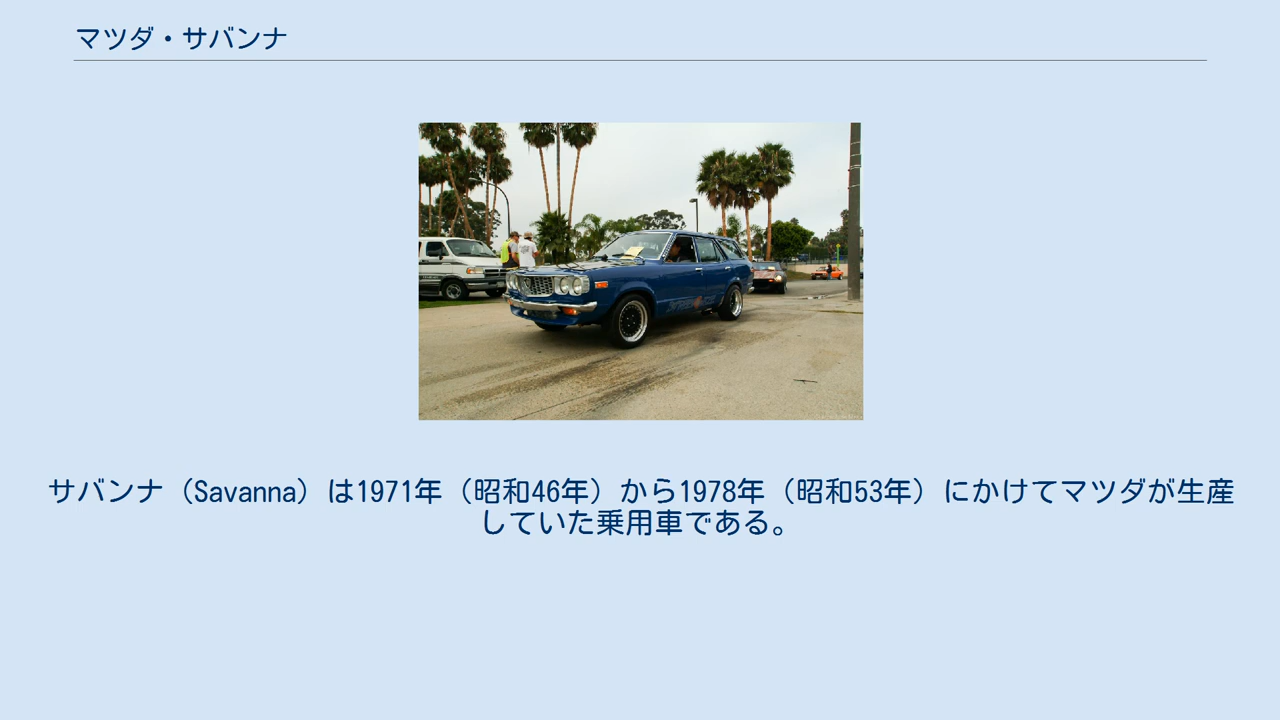 マツダ・サバンナ
サバンナ（Savanna）は1971年（昭和46年）から1978年（昭和53年）にかけてマツダが生産
していた乗用車である。